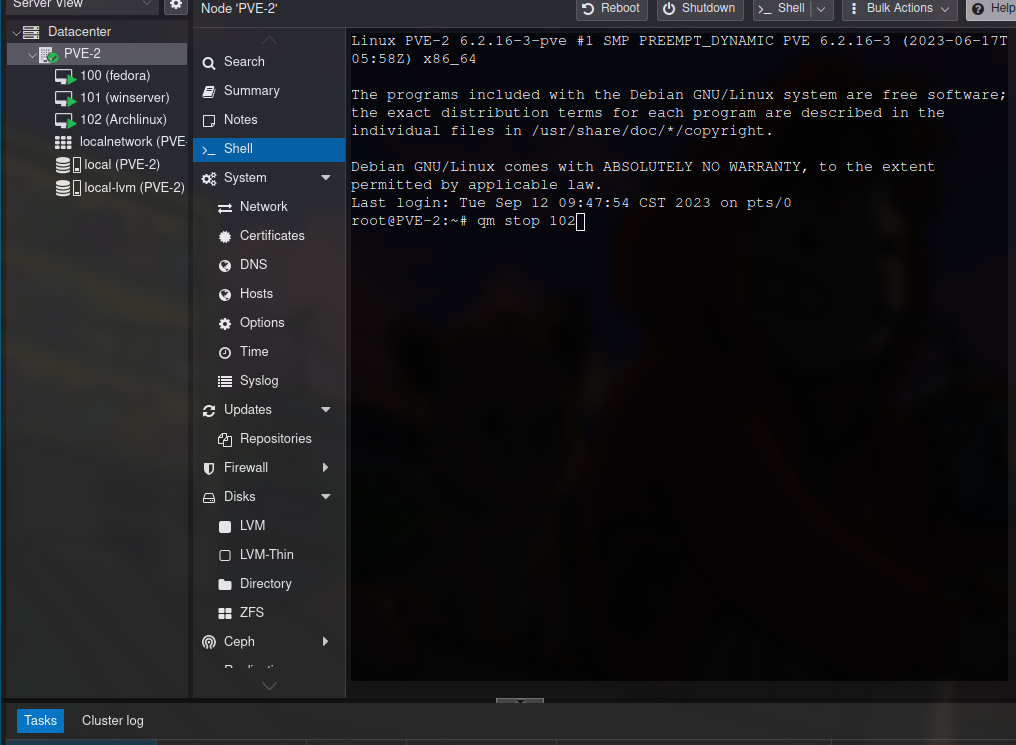 Server View
Node 'PVE-2'
Reboot
Shutdown
Shell
Bulk Actions
Help
Datacenter
PVE-2
100 (fedora)
101 (winserver)
102 (Archlinux)
localnetwork (PVE-
local (PVE-2)
local-lvm (PVE-2)
Search
Summary
Notes
Shell
System
Network
Certificates
DNS
Hosts
Options
Time
Syslog
Updates
Repositories
Firewall
Disks
LVM
LVM-Thin
Directory
ZFS
Ceph
Linux PVE-2 6.2.16-3-pve #1 SMP PREEMPT_DYNAMIC PVE 6.2.16-3 (2023-06-17T
05:58Z) x86_64
The programs included with the Debian GNU/Linux system are free software;
the exact distribution terms for each program are described in the
individual files in /usr/share/doc/*/copyright.
Debian GNU/Linux comes with ABSOLUTELY NO WARRANTY, to the extent
permitted by applicable law.
Last login: Tue Sep 12 09:47:54 CST 2023 on pts/0
root@PVE-2:~# qm stop 102
Tasks
Cluster log